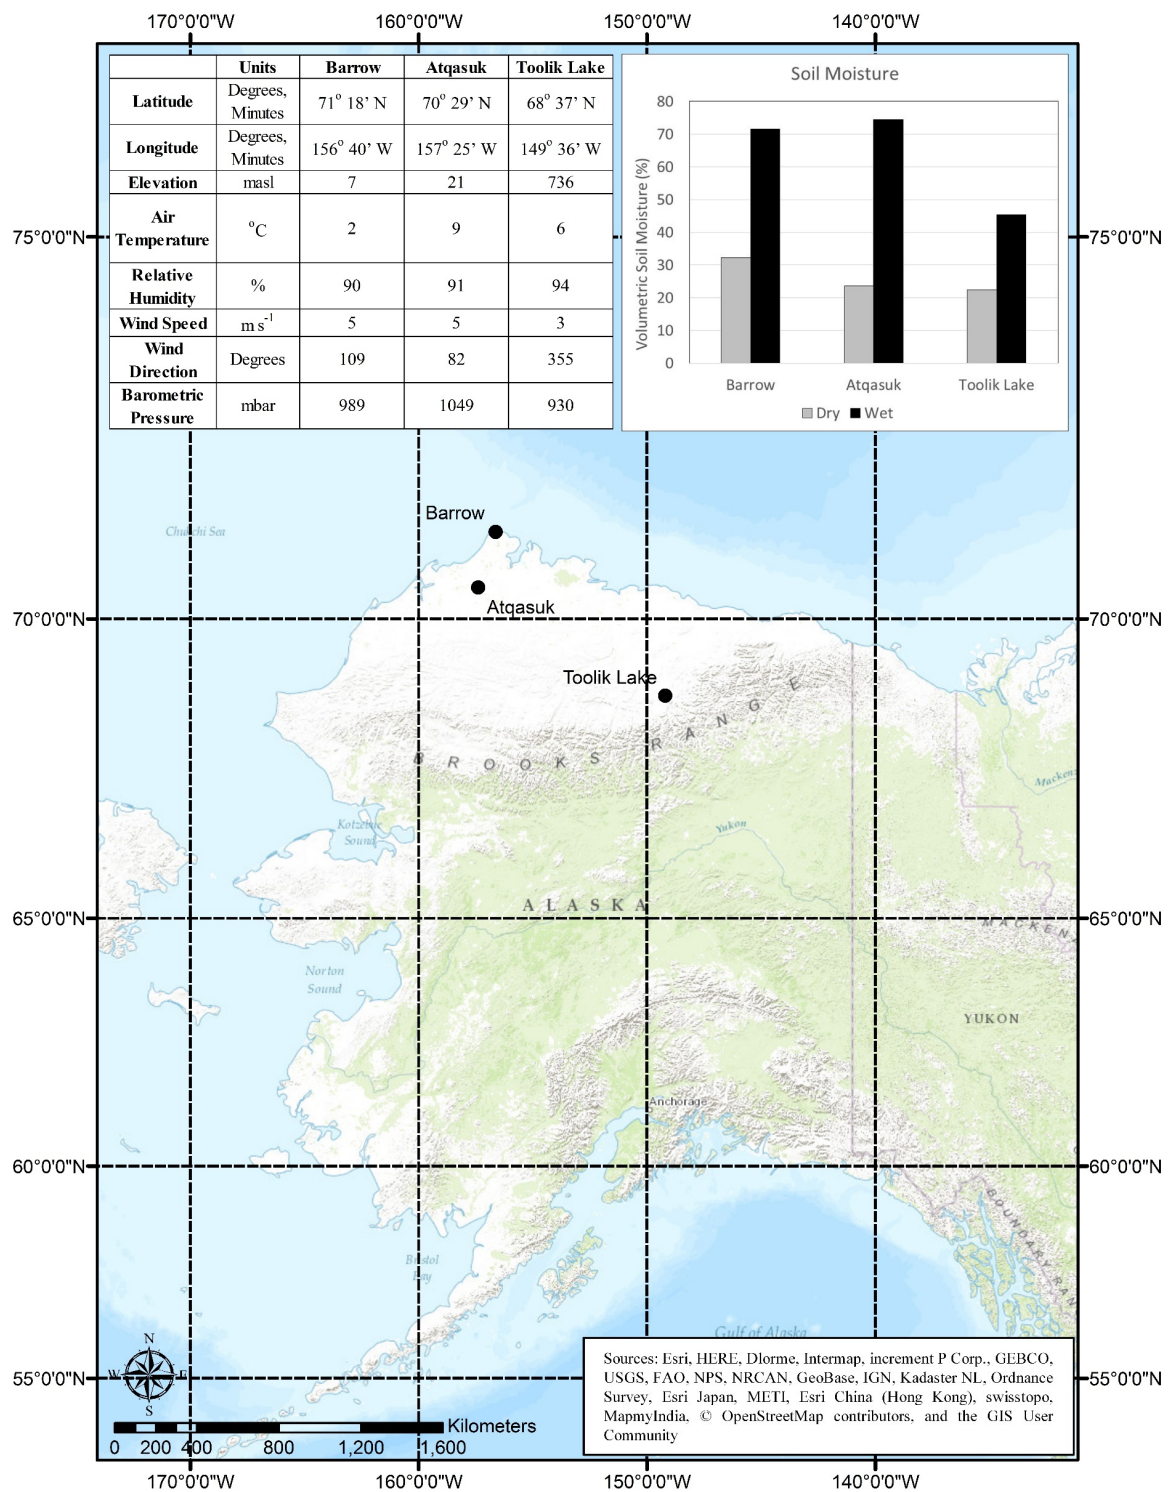 170°0'0"W 160°0'0"W 150°0'0"W 140°0'0"W
Units Barrow Atqasuk Toolik Lake
Latitude Degrees, Minutes 71° 18’ N 70° 29’ N 68° 37’ N
Longitude Degrees, Minutes 156° 40’ W 157° 25’ W 149° 36’ W
Elevation masl 7 21 736
Air Temperature °C 2 9 6
Relative Humidity % 90 91 94
Wind Speed m s-1 5 5 3
Wind Direction Degrees 109 82 355
Barometric Pressure mbar 989 1049 930
Soil Moisture
Volumetric Soil Moisture (%)
80
70
60
50
40
30
20
10
0
Barrow Atqasuk Toolik Lake
Dry Wet
75°0'0"N 75°0'0"N
Barrow
Chukchi Sea
Atqasuk
70°0'0"N 70°0'0"N
Toolik Lake
BROOKS RANGE
Kotzebue
Sound
Yukon
ALASKA
65°0'0"N 65°0'0"N
Norton
Sound
YUKON
Anchorage
60°0'0"N 60°0'0"N
Bristol
Bay
Gulf of Alaska
N
W E
S
55°0'0"N 55°0'0"N
Kilometers
0 200 400 800 1,200 1,600
Sources: Esri, HERE, Dlorme, Intermap, increment P Corp., GEBCO,
USGS, FAO, NPS, NRCAN, GeoBase, IGN, Kadaster NL, Ordnance
Survey, Esri Japan, METI, Esri China (Hong Kong), swisstopo,
MapmyIndia, © OpenStreetMap contributors, and the GIS User
Community
170°0'0"W 160°0'0"W 150°0'0"W 140°0'0"W